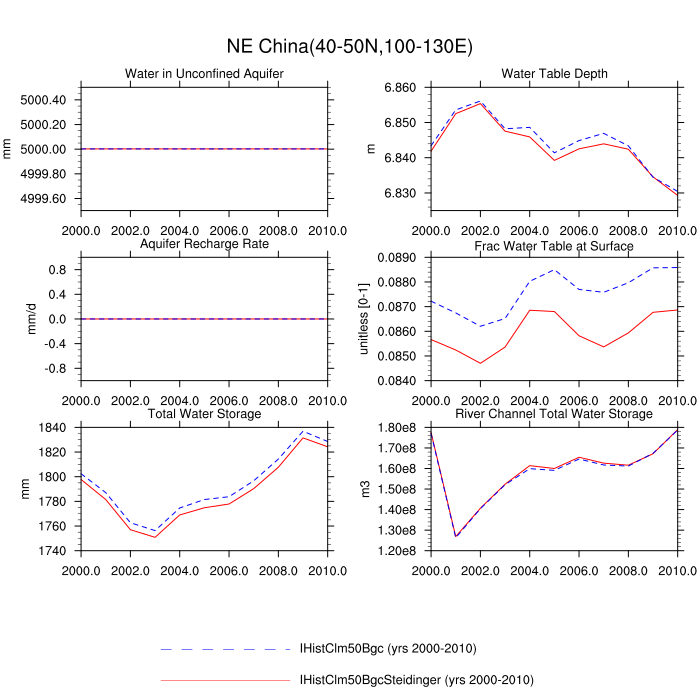 NE China(40-50N,100-130E)
Water in Unconfined Aquifer
mm
5000.40
5000.20
5000.00
4999.80
4999.60
2000.0 2002.0 2004.0 2006.0 2008.0 2010.0
Water Table Depth
m
6.860
6.850
6.840
6.830
2000.0 2002.0 2004.0 2006.0 2008.0 2010.0
Aquifer Recharge Rate
mm/d
0.8
0.4
0.0
-0.4
-0.8
2000.0 2002.0 2004.0 2006.0 2008.0 2010.0
Frac Water Table at Surface
unitless [0-1]
0.0890
0.0880
0.0870
0.0860
0.0850
0.0840
2000.0 2002.0 2004.0 2006.0 2008.0 2010.0
Total Water Storage
mm
1840
1820
1800
1780
1760
1740
2000.0 2002.0 2004.0 2006.0 2008.0 2010.0
River Channel Total Water Storage
m3
1.80e8
1.70e8
1.60e8
1.50e8
1.40e8
1.30e8
1.20e8
2000.0 2002.0 2004.0 2006.0 2008.0 2010.0
IHistClm50Bgc (yrs 2000-2010)
IHistClm50BgcSteidinger (yrs 2000-2010)